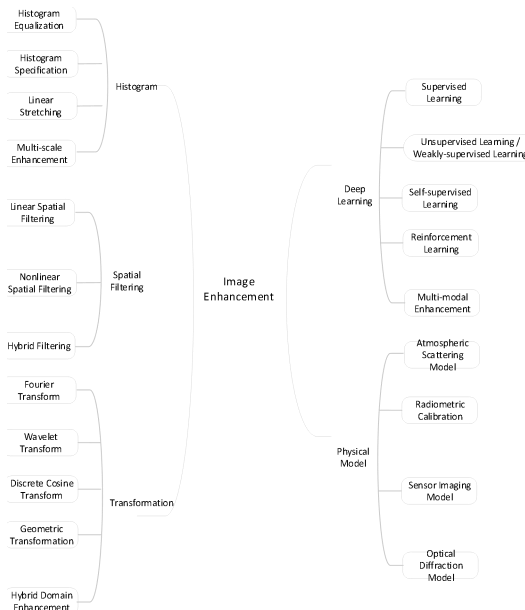 Histogram
Equalization
Histogram
Specification
Linear
Stretching
Multi-scale
Enhancement
Histogram
Linear Spatial
Filtering
Nonlinear
Spatial Filtering
Hybrid Filtering
Spatial
Filtering
Fourier
Transform
Wavelet
Transform
Discrete Cosine
Transform
Geometric
Transformation
Hybrid Domain
Enhancement
Transformation
Image
Enhancement
Deep
Learning
Supervised
Learning
Unsupervised Learning /
Weakly-supervised Learning
Self-supervised
Learning
Reinforcement
Learning
Multi-modal
Enhancement
Physical
Model
Atmospheric
Scattering
Model
Radiometric
Calibration
Sensor Imaging
Model
Optical
Diffraction
Model